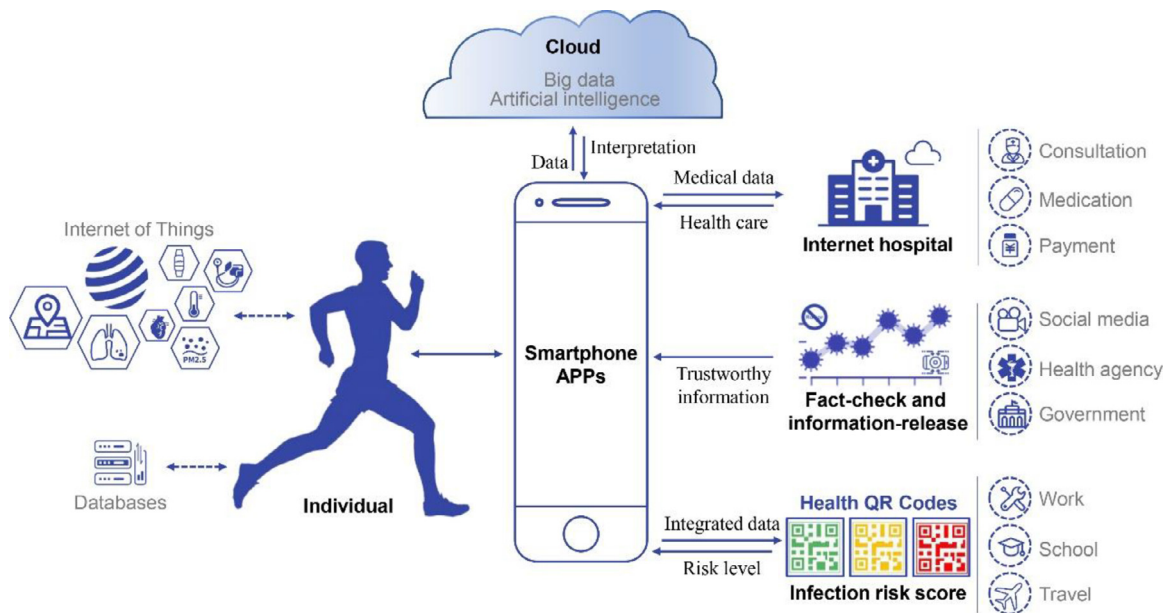 Cloud
Big data
Artificial intelligence
Data
Interpretation
Internet of Things
PM2.5
Databases
Individual
Smartphone
APPs
Medical data
Health care
Internet hospital
Consultation
Medication
Payment
¥
Trustworthy
information
Fact-check and
information-release
Social media
Health agency
Government
Integrated data
Risk level
Health QR Codes
Infection risk score
Work
School
Travel